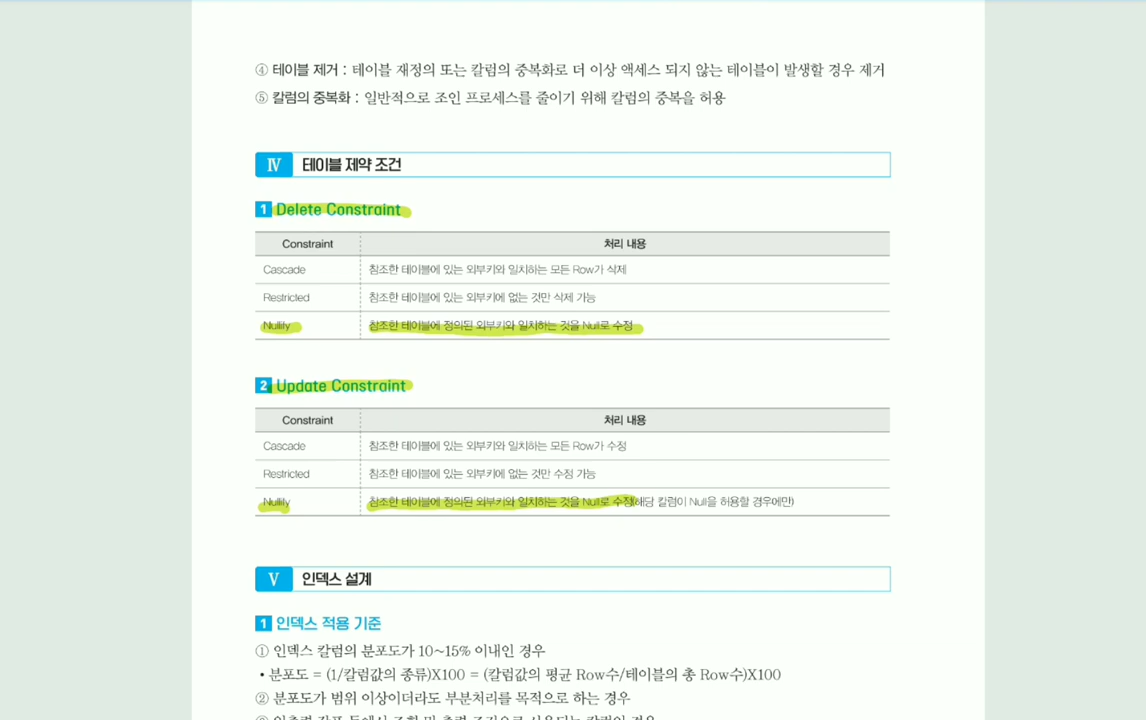 ④ 테이블 제거 : 테이블 재정의 또는 칼럼의 중복화로 더 이상 액세스 되지 않는 테이블이 발생할 경우 제거
⑤ 칼럼의 중복화 : 일반적으로 조인 프로세스를 줄이기 위해 칼럼의 중복을 허용
Ⅳ 테이블 제약 조건
1 Delete Constraint
Constraint 처리 내용
Cascade 참조한 테이블에 있는 외부키와 일치하는 모든 Row가 삭제
Restricted 참조한 테이블에 있는 외부키에 없는 것만 삭제 가능
Nullify 참조한 테이블에 정의된 외부키와 일치하는 것을 Null로 수정
2 Update Constraint
Constraint 처리 내용
Cascade 참조한 테이블에 있는 외부키와 일치하는 모든 Row가 수정
Restricted 참조한 테이블에 있는 외부키에 없는 것만 수정 가능
Nullify 참조한 테이블에 정의된 외부키와 일치하는 것을 Null로 수정(해당 칼럼이 Null을 허용할 경우에만)
Ⅴ 인덱스 설계
1 인덱스 적용 기준
① 인덱스 칼럼의 분포도가 10~15% 이내인 경우
• 분포도 = (1/칼럼값의 종류)X100 = (칼럼값의 평균 Row수/테이블의 총 Row수)X100
② 분포도가 범위 이상이더라도 부분처리를 목적으로 하는 경우